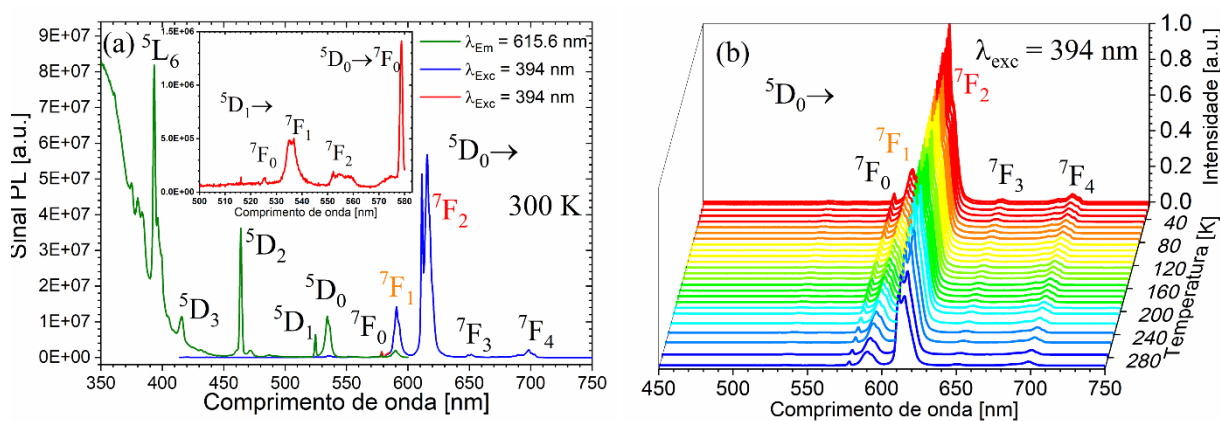 (a)
⁵L₆
λEm = 615.6 nm
λExc = 394 nm
λExc = 394 nm
Sinal PL [a.u.]
9E+07
8E+07
7E+07
6E+07
5E+07
4E+07
3E+07
2E+07
1E+07
0E+00
1.5E+06
1.0E+06
5.0E+05
0.0E+00
⁵D₀→⁷F₀
⁵D₁→
⁷F₀
⁷F₁
⁷F₂
500 510 520 530 540 550 560 570 580
Comprimento de onda [nm]
⁵D₀→
300 K
⁷F₂
⁵D₃
⁵D₂
⁵D₁
⁵D₀
⁷F₀
⁷F₁
⁷F₃
⁷F₄
350 400 450 500 550 600 650 700 750
Comprimento de onda [nm]
(b)
λexc = 394 nm
⁵D₀→
⁷F₀
⁷F₁
⁷F₂
⁷F₃
⁷F₄
1.0
0.8
0.6
0.4
0.2
0.0
Intensidade [a.u.]
40
80
120
160
200
240
280
Temperatura [K]
450 500 550 600 650 700 750
Comprimento de onda [nm]